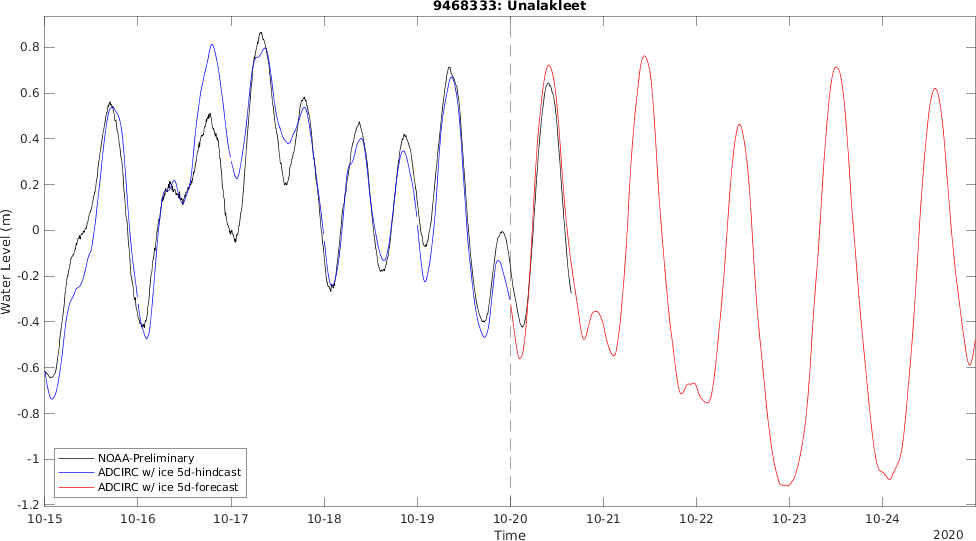 9468333: Unalakleet
Water Level (m)
0.8
0.6
0.4
0.2
0
-0.2
-0.4
-0.6
-0.8
-1
-1.2
NOAA-Preliminary
ADCIRC w/ ice 5d-hindcast
ADCIRC w/ ice 5d-forecast
10-15 10-16 10-17 10-18 10-19 10-20 10-21 10-22 10-23 10-24
Time
2020